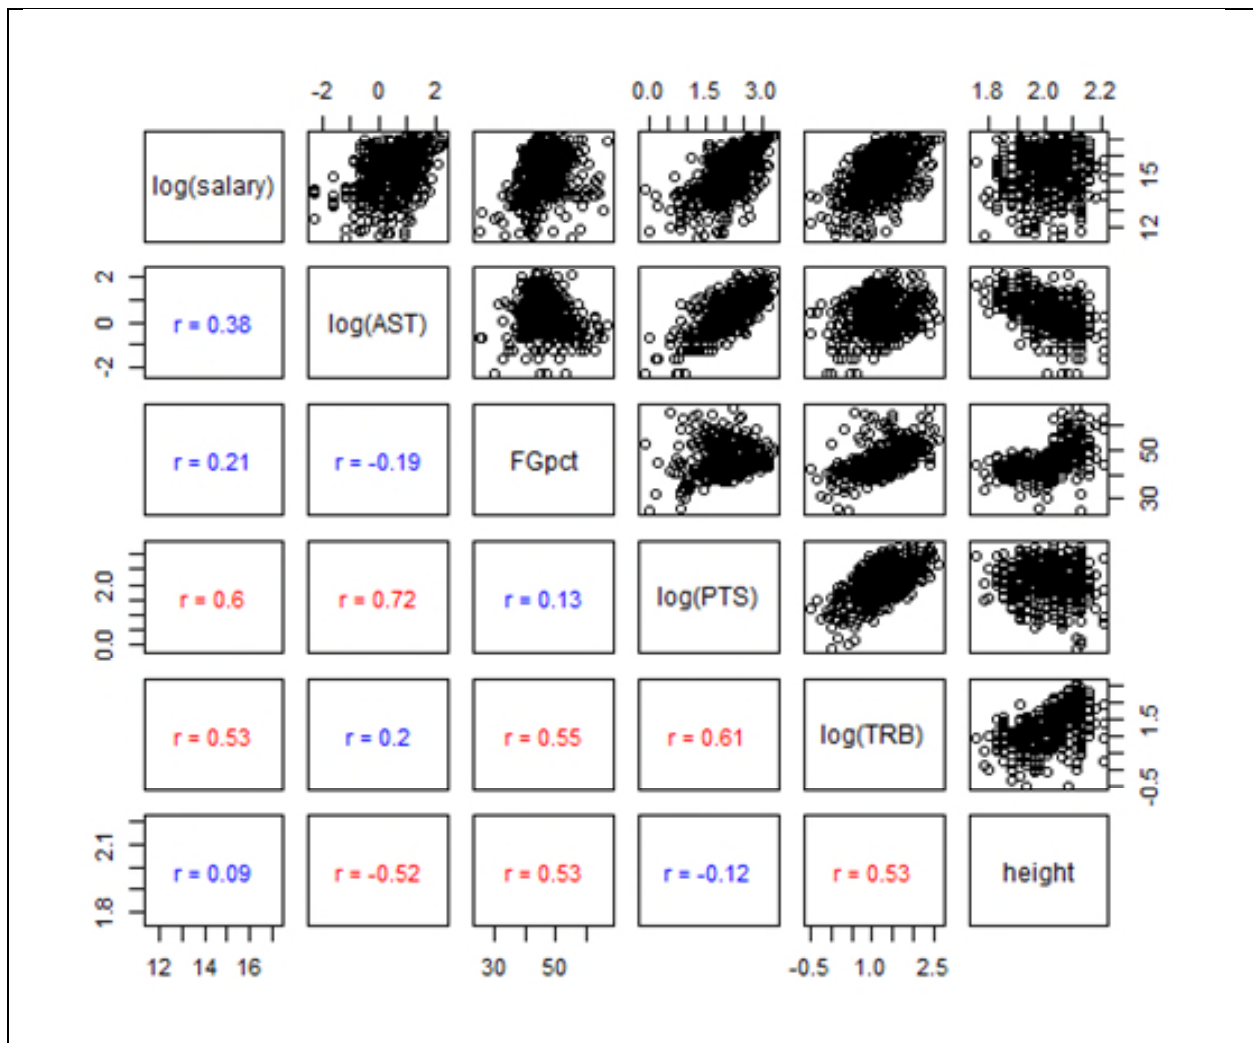 -2 0 2 0.0 1.5 3.0 1.8 2.0 2.2
log(salary) 12 15
-2 0 2 r = 0.38 log(AST)
r = 0.21 r = -0.19 FGpct 30 50
0.0 2.0 r = 0.6 r = 0.72 r = 0.13 log(PTS)
r = 0.53 r = 0.2 r = 0.55 r = 0.61 log(TRB) -0.5 1.5
1.8 2.1 r = 0.09 r = -0.52 r = 0.53 r = -0.12 r = 0.53 height
12 14 16 30 50 -0.5 1.0 2.5